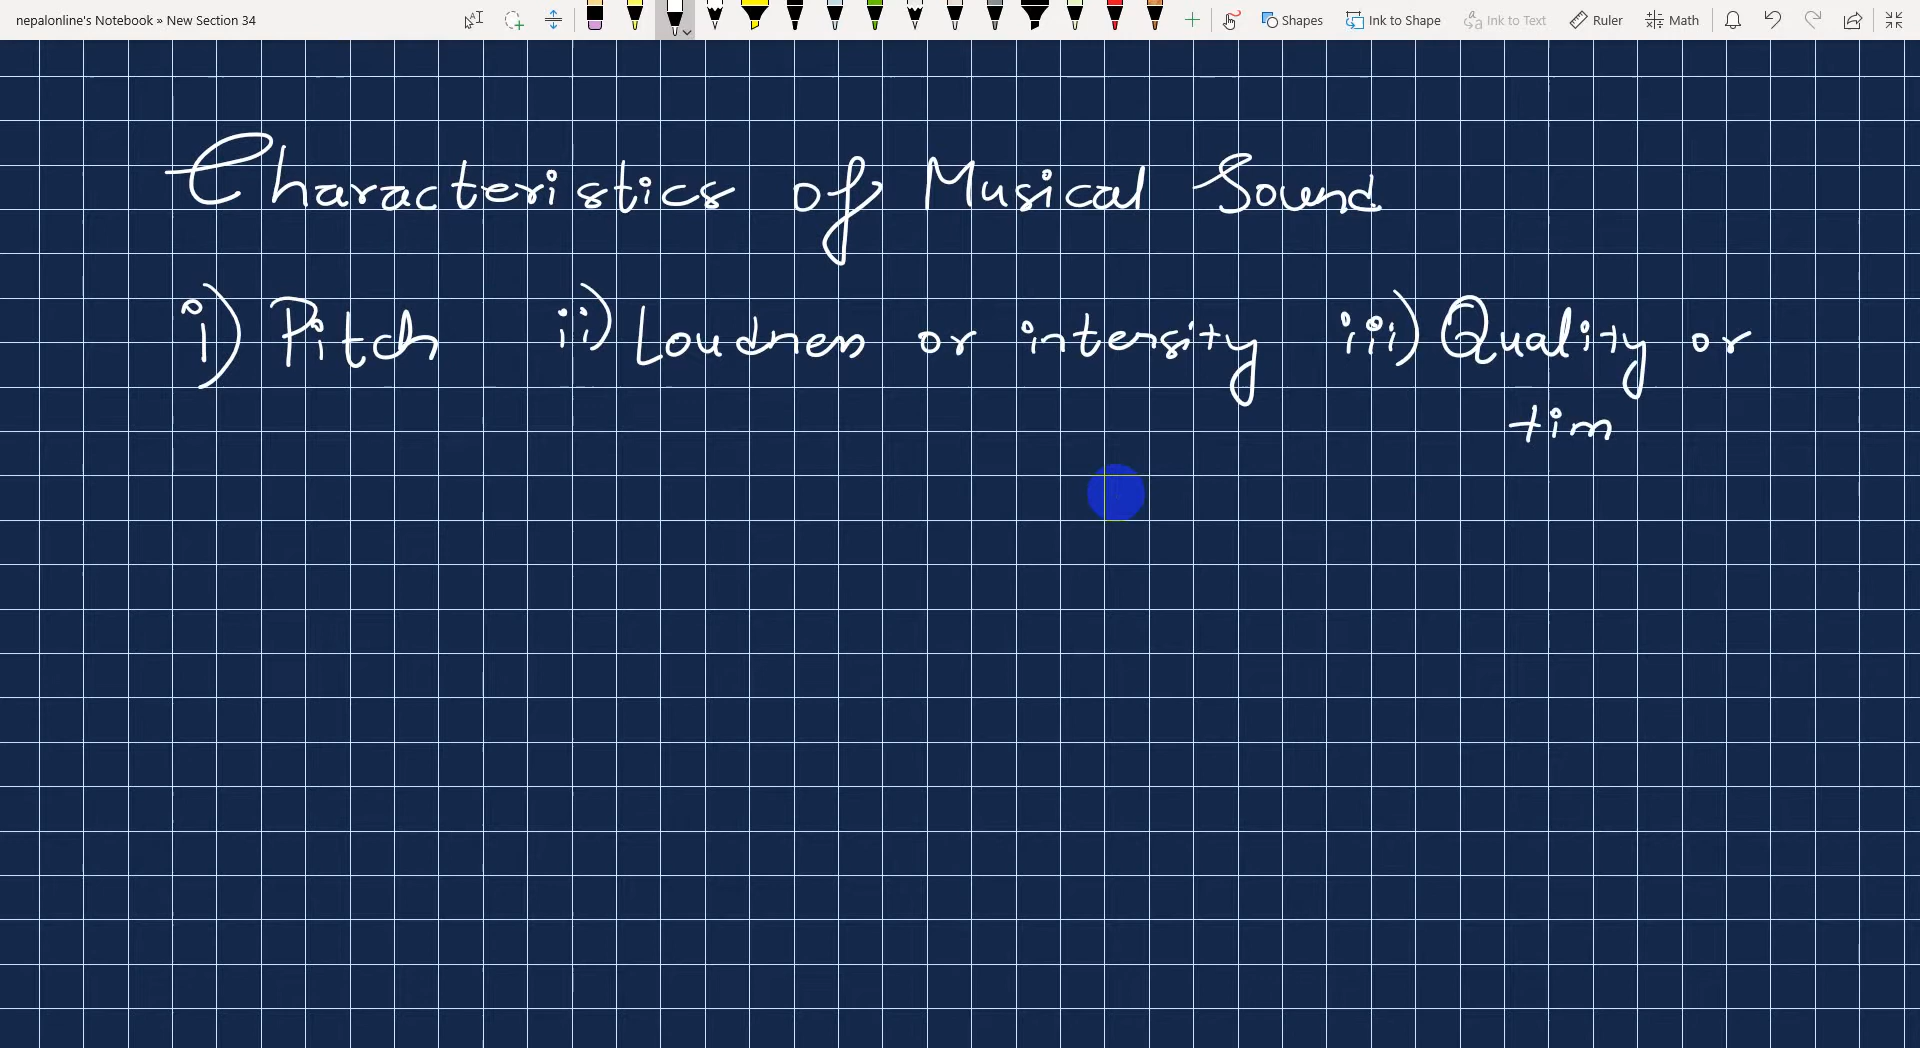 nepalonline's Notebook » New Section 34
Shapes Ink to Shape Ink to Text Ruler Math
Characteristics of Musical Sound
i) Pitch ii) Loudness or intensity iii) Quality or
tim